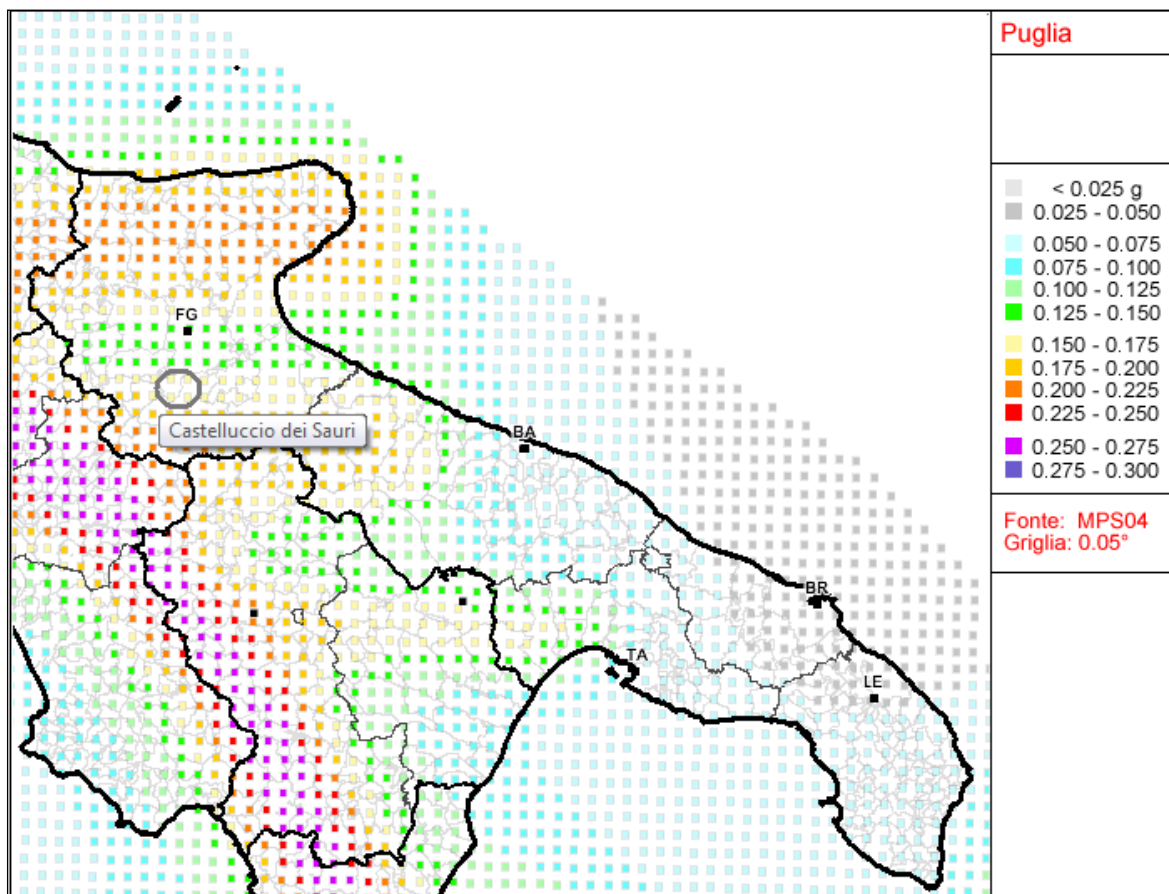 Puglia
< 0.025 g
0.025 - 0.050
0.050 - 0.075
0.075 - 0.100
0.100 - 0.125
0.125 - 0.150
0.150 - 0.175
0.175 - 0.200
0.200 - 0.225
0.225 - 0.250
0.250 - 0.275
0.275 - 0.300
Fonte: MPS04
Griglia: 0.05°
FG
Castelluccio dei Sauri
BA
BR
TA
LE